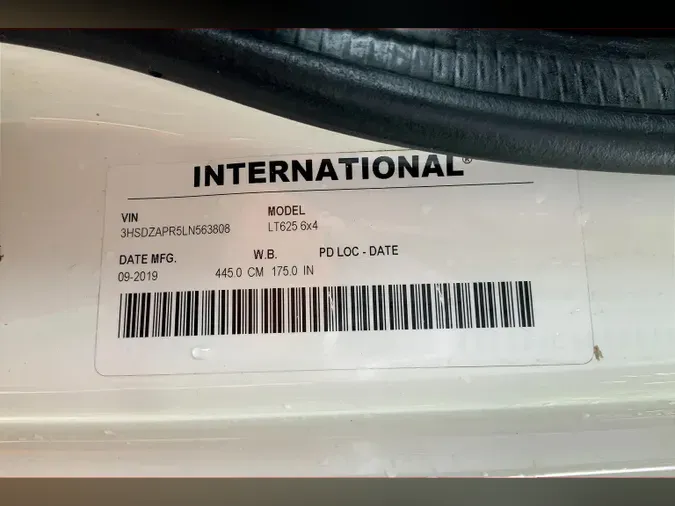 INTERNATIONAL®
VIN MODEL
3HSDZAPR5LN563808 LT625 6x4
DATE MFG. W.B. PD LOC - DATE
09-2019 445.0 CM 175.0 IN